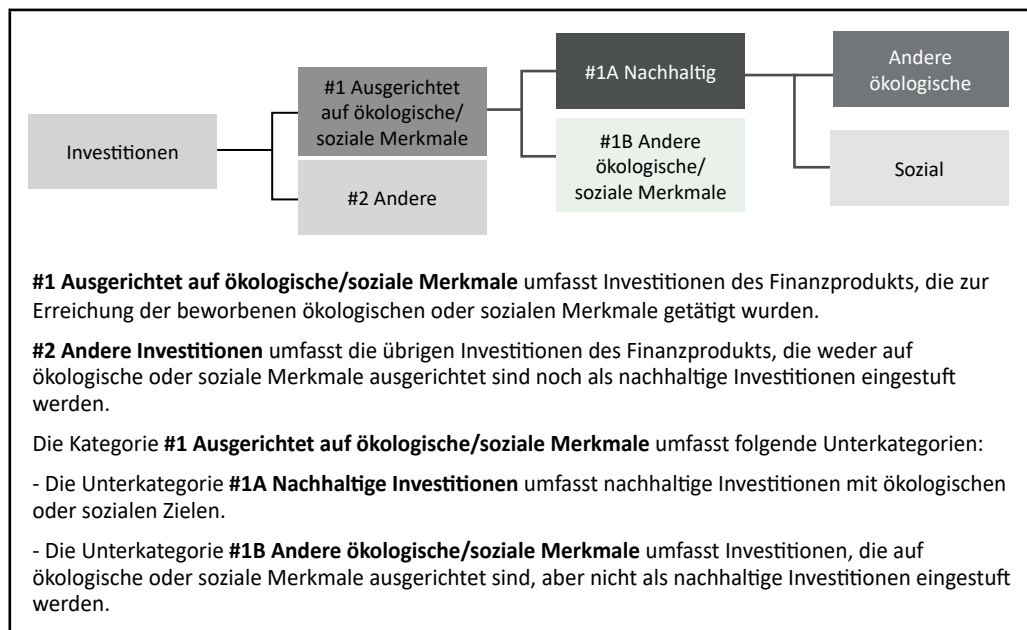 Investitionen
#1 Ausgerichtet
auf ökologische/
soziale Merkmale
#2 Andere
#1A Nachhaltig
#1B Andere
ökologische/
soziale Merkmale
Andere
ökologische
Sozial
#1 Ausgerichtet auf ökologische/soziale Merkmale umfasst Investitionen des Finanzprodukts, die zur
Erreichung der beworbenen ökologischen oder sozialen Merkmale getätigt wurden.
#2 Andere Investitionen umfasst die übrigen Investitionen des Finanzprodukts, die weder auf
ökologische oder soziale Merkmale ausgerichtet sind noch als nachhaltige Investitionen eingestuft
werden.
Die Kategorie #1 Ausgerichtet auf ökologische/soziale Merkmale umfasst folgende Unterkategorien:
- Die Unterkategorie #1A Nachhaltige Investitionen umfasst nachhaltige Investitionen mit ökologischen
oder sozialen Zielen.
- Die Unterkategorie #1B Andere ökologische/soziale Merkmale umfasst Investitionen, die auf
ökologische oder soziale Merkmale ausgerichtet sind, aber nicht als nachhaltige Investitionen eingestuft
werden.